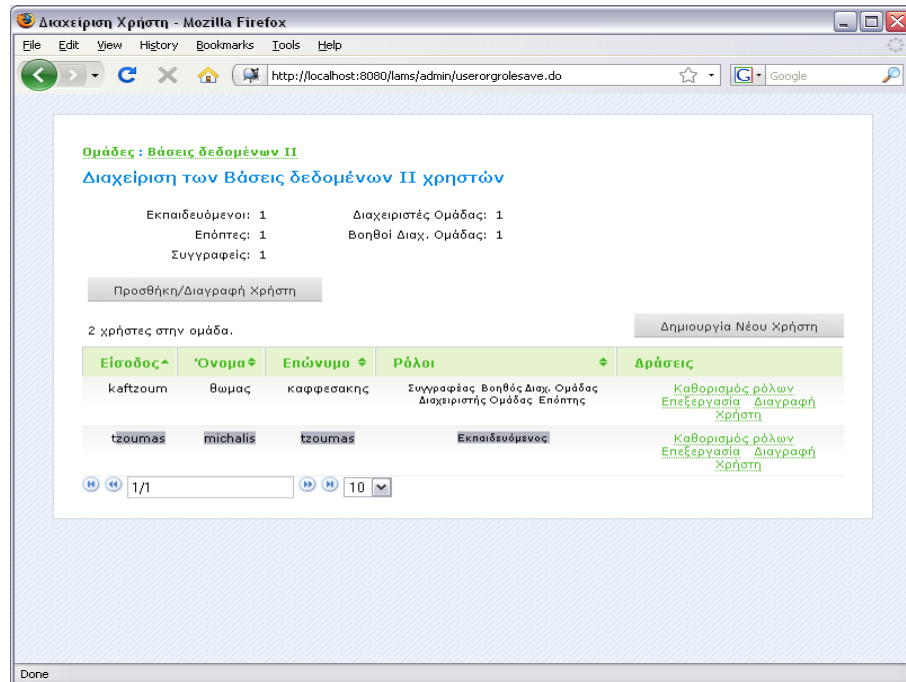 Διαχείριση Χρήστη - Mozilla Firefox
File Edit View History Bookmarks Tools Help
http://localhost:8080/lams/admin/userorgrolesave.do
G Google
Ομάδες : Βάσεις δεδομένων ΙΙ
Διαχείριση των Βάσεις δεδομένων ΙΙ χρηστών
Εκπαιδευόμενοι: 1 Διαχειριστές Ομάδας: 1
Επόπτες: 1 Βοηθοί Διαχ. Ομάδας: 1
Συγγραφείς: 1
Προσθήκη/Διαγραφή Χρήστη
2 χρήστες στην ομάδα. Δημιουργία Νέου Χρήστη
Είσοδος Όνομα Επώνυμο Ρόλοι Δράσεις
kaftzoum θωμας καφφεσακης Συγγραφέας Βοηθός Διαχ. Ομάδας Καθορισμός ρόλων
Διαχειριστής Ομάδας Επόπτης Επεξεργασία Διαγραφή
Χρήστη
tzoumas michalis tzoumas Εκπαιδευόμενος Καθορισμός ρόλων
Επεξεργασία Διαγραφή
Χρήστη
1/1 10
Done